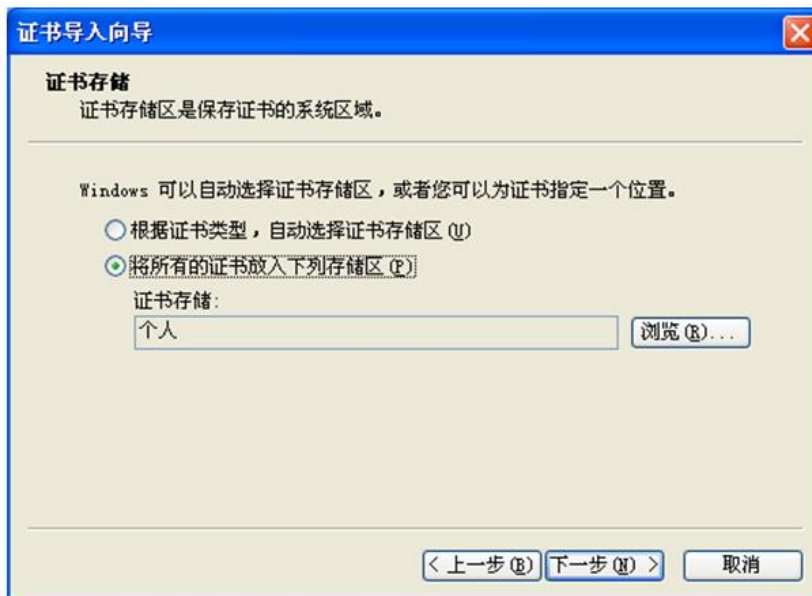 证书导入向导
证书存储
证书存储区是保存证书的系统区域。
Windows 可以自动选择证书存储区，或者您可以为证书指定一个位置。
根据证书类型，自动选择证书存储区(U)
将所有的证书放入下列存储区(P)
证书存储:
个人
浏览(R)...
< 上一步(B) 下一步(N) > 取消